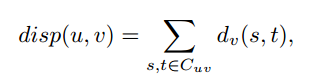 disp(u, v) = ∑ d_v(s, t),
s,t∈C_{uv}